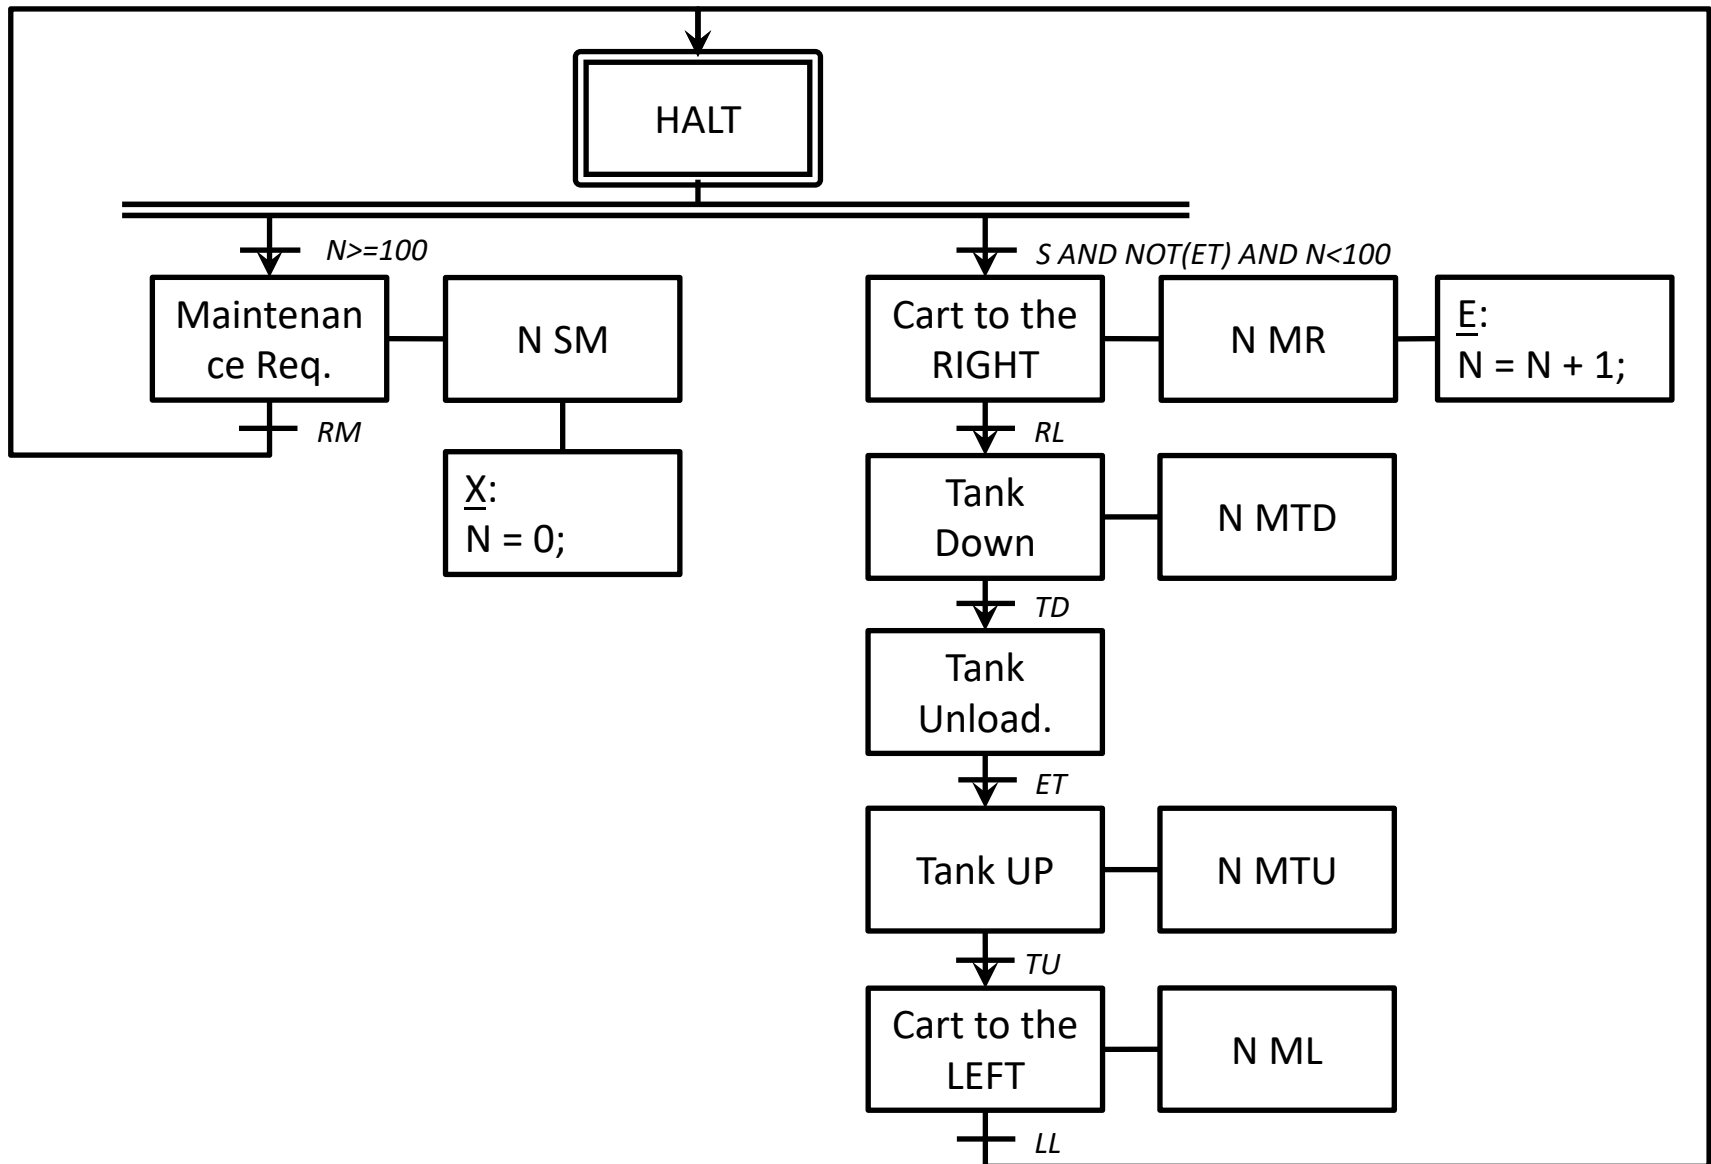 HALT
N>=100
S AND NOT(ET) AND N<100
Maintenan
ce Req.
N SM
Cart to the
RIGHT
N MR
E:
N = N + 1;
RM
RL
X:
N = 0;
Tank
Down
N MTD
TD
Tank
Unload.
ET
Tank UP
N MTU
TU
Cart to the
LEFT
N ML
LL